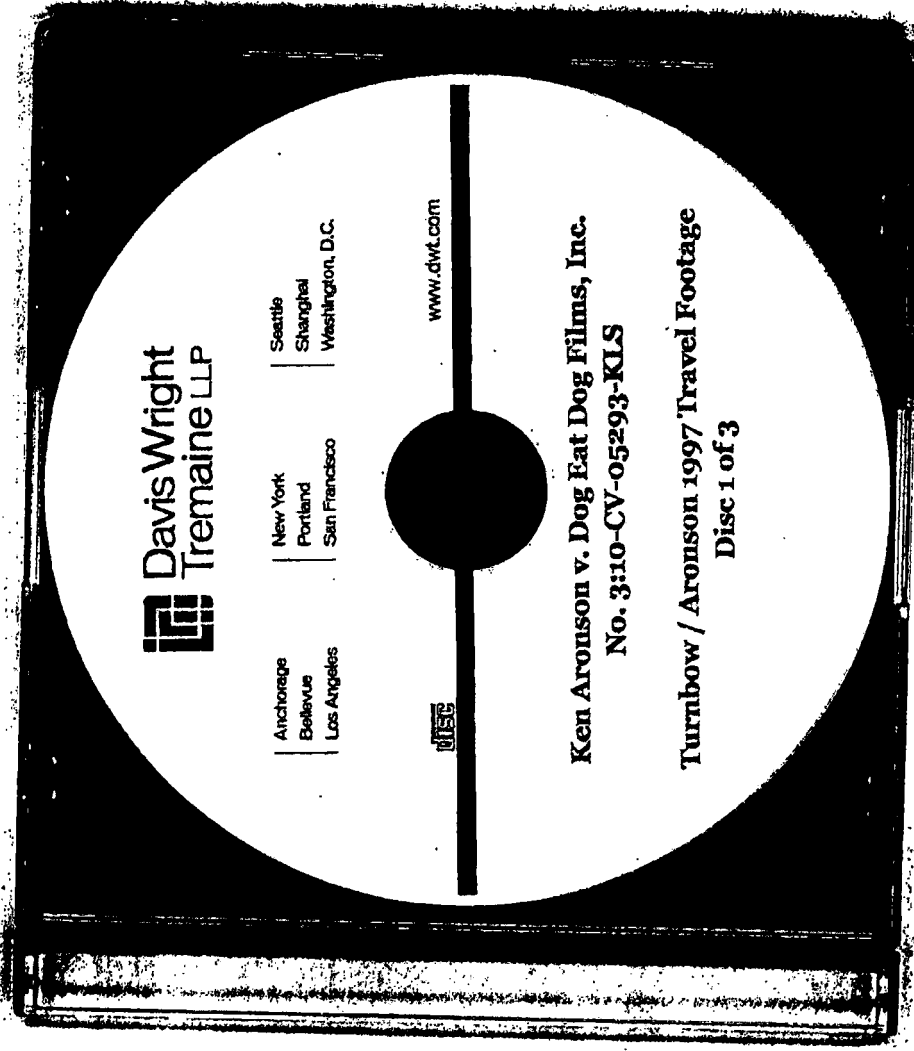 Davis Wright
Tremaine LLP
Anchorage
Bellevue
Los Angeles
New York
Portland
San Francisco
Seattle
Shanghai
Washington, D.C.
disc
www.dwt.com
Ken Aronson v. Dog Eat Dog Films, Inc.
No. 3:10-CV-05293-KLS
Turnbow / Aronson 1997 Travel Footage
Disc 1 of 3